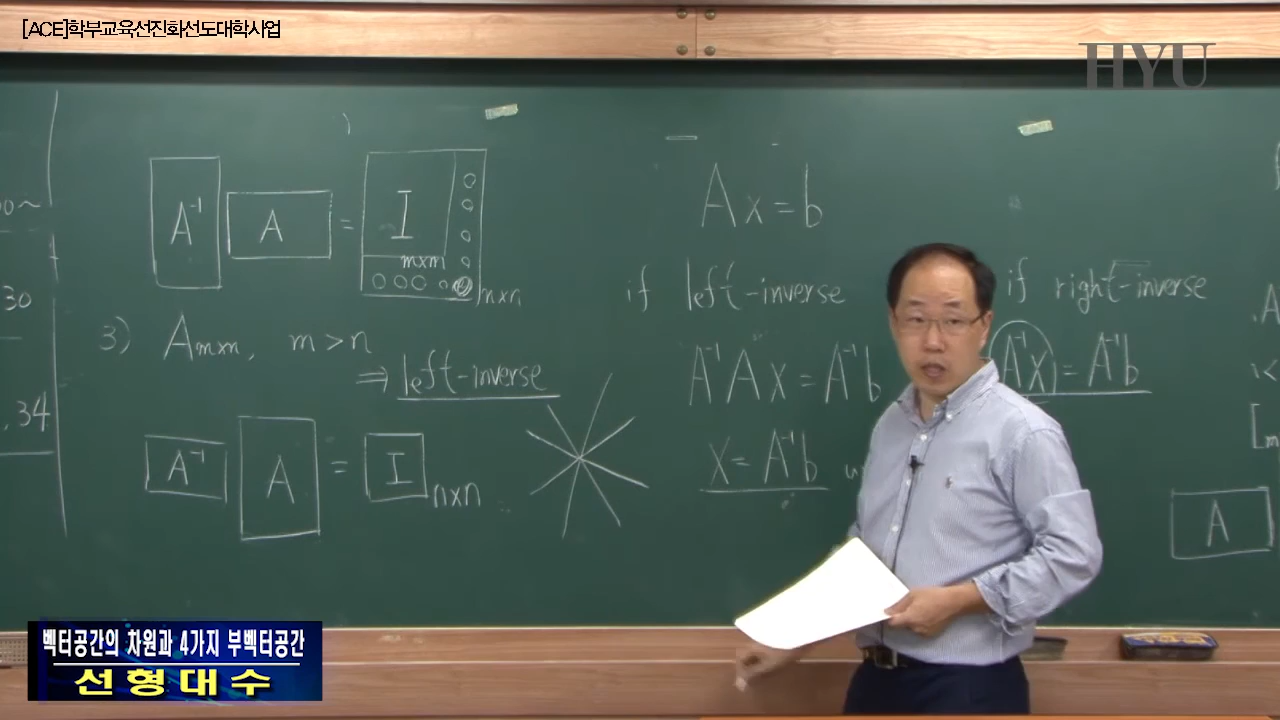 [ACE]학부교육선진화선도대학사업
HYU
A⁻¹ A = I
m×m
n×n
3) A m×n, m > n
⇒ left-inverse
A⁻¹ A = I n×n
Ax = b
if left-inverse
A⁻¹Ax = A⁻¹b
x = A⁻¹b
if right-inverse
A⁻¹x = A⁻¹b
30
, 34
A
벡터공간의 차원과 4가지 부벡터공간
선형대수